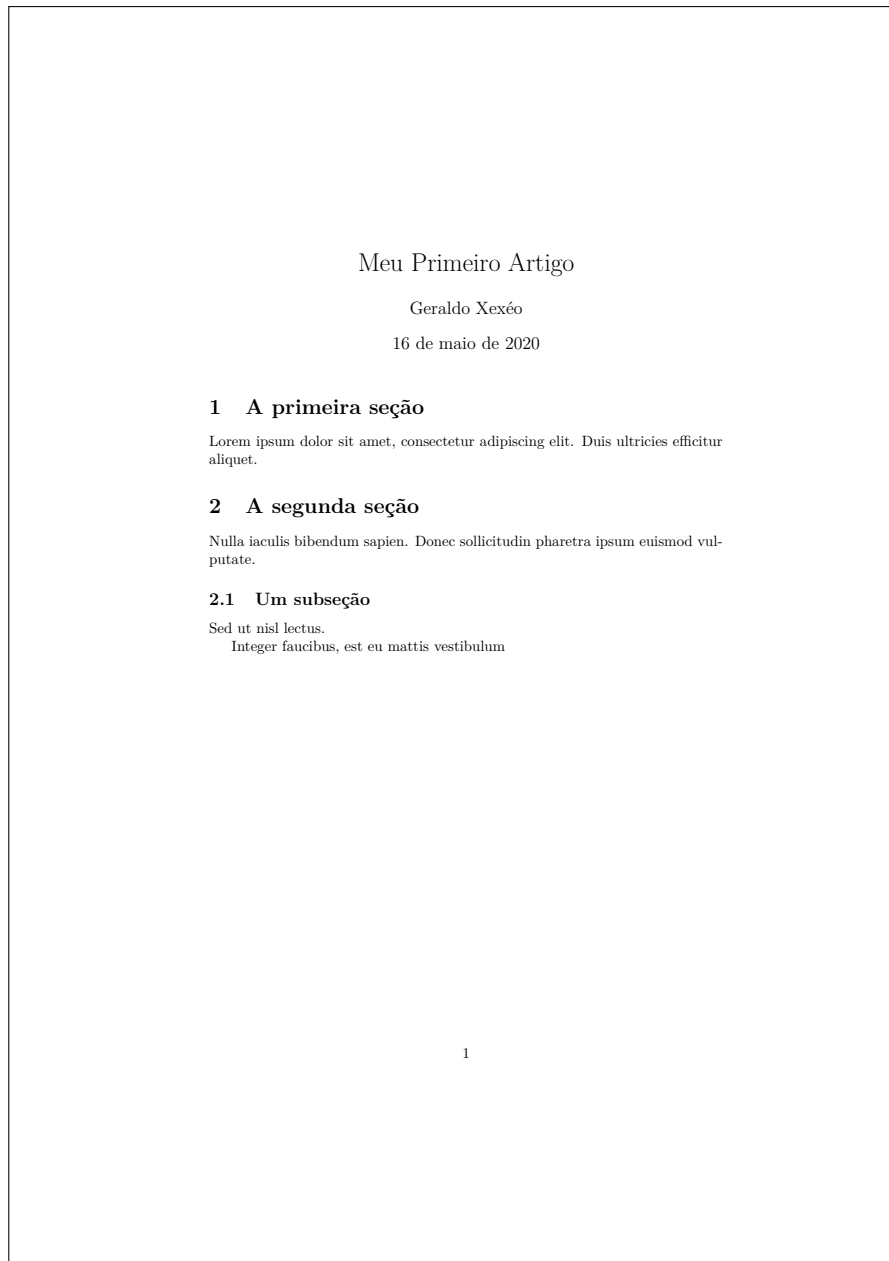 Meu Primeiro Artigo
Geraldo Xexéo
16 de maio de 2020
1 A primeira seção
Lorem ipsum dolor sit amet, consectetur adipiscing elit. Duis ultricies efficitur
aliquet.
2 A segunda seção
Nulla iaculis bibendum sapien. Donec sollicitudin pharetra ipsum euismod vul-
putate.
2.1 Um subseção
Sed ut nisl lectus.
Integer faucibus, est eu mattis vestibulum
1